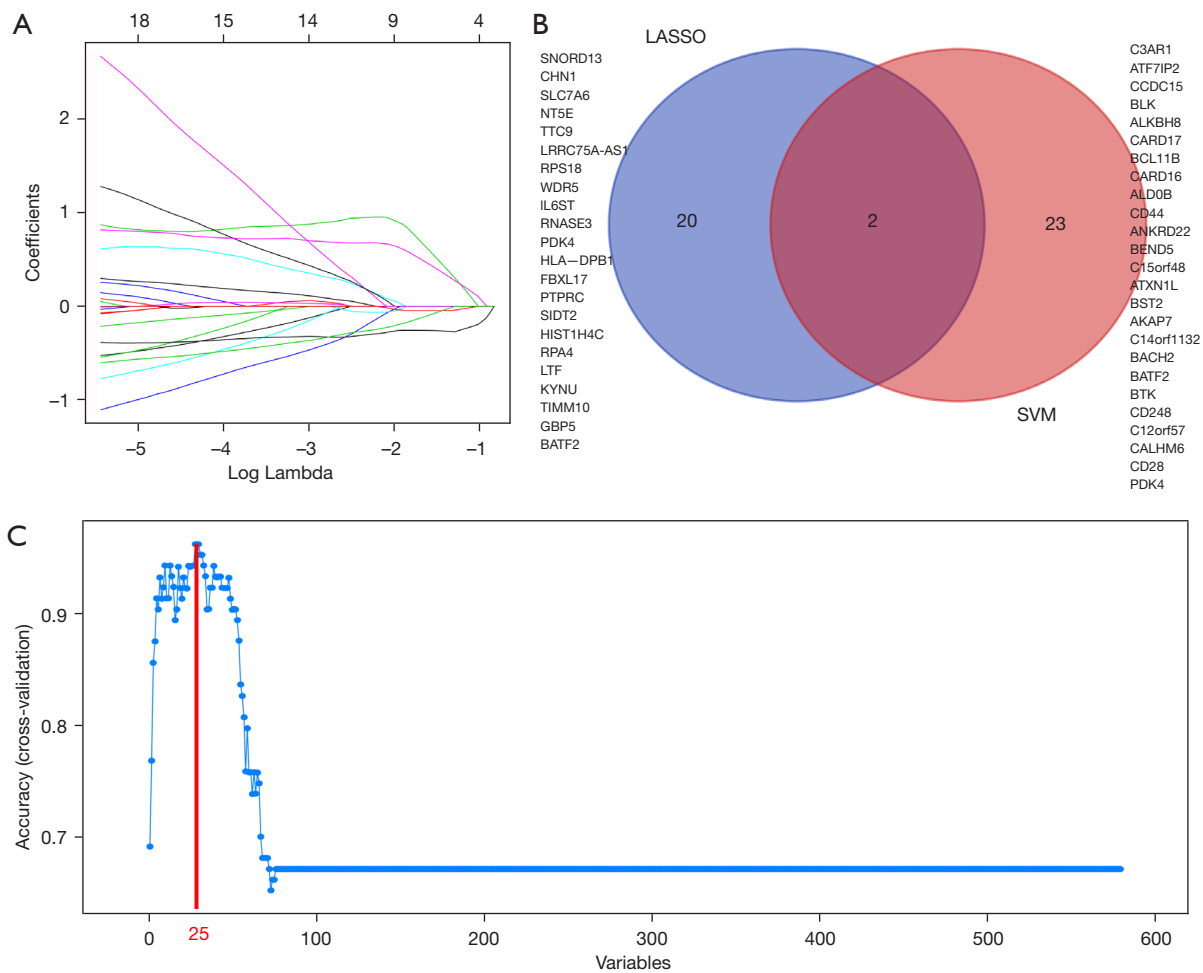 A
18 15 14 9 4
2
1
0
−1
Coefficients
−5 −4 −3 −2 −1
Log Lambda
B
LASSO
SNORD13
CHN1
SLC7A6
NT5E
TTC9
LRRC75A-AS1
RPS18
WDR5
IL6ST
RNASE3
PDK4
HLA−DPB1
FBXL17
PTPRC
SIDT2
HIST1H4C
RPA4
LTF
KYNU
TIMM10
GBP5
BATF2
20 2 23
SVM
C3AR1
ATF7IP2
CCDC15
BLK
ALKBH8
CARD17
BCL11B
CARD16
ALD0B
CD44
ANKRD22
BEND5
C15orf48
ATXN1L
BST2
AKAP7
C14orf1132
BACH2
BATF2
BTK
CD248
C12orf57
CALHM6
CD28
PDK4
C
0.9
0.8
0.7
Accuracy (cross-validation)
0 25 100 200 300 400 500 600
Variables